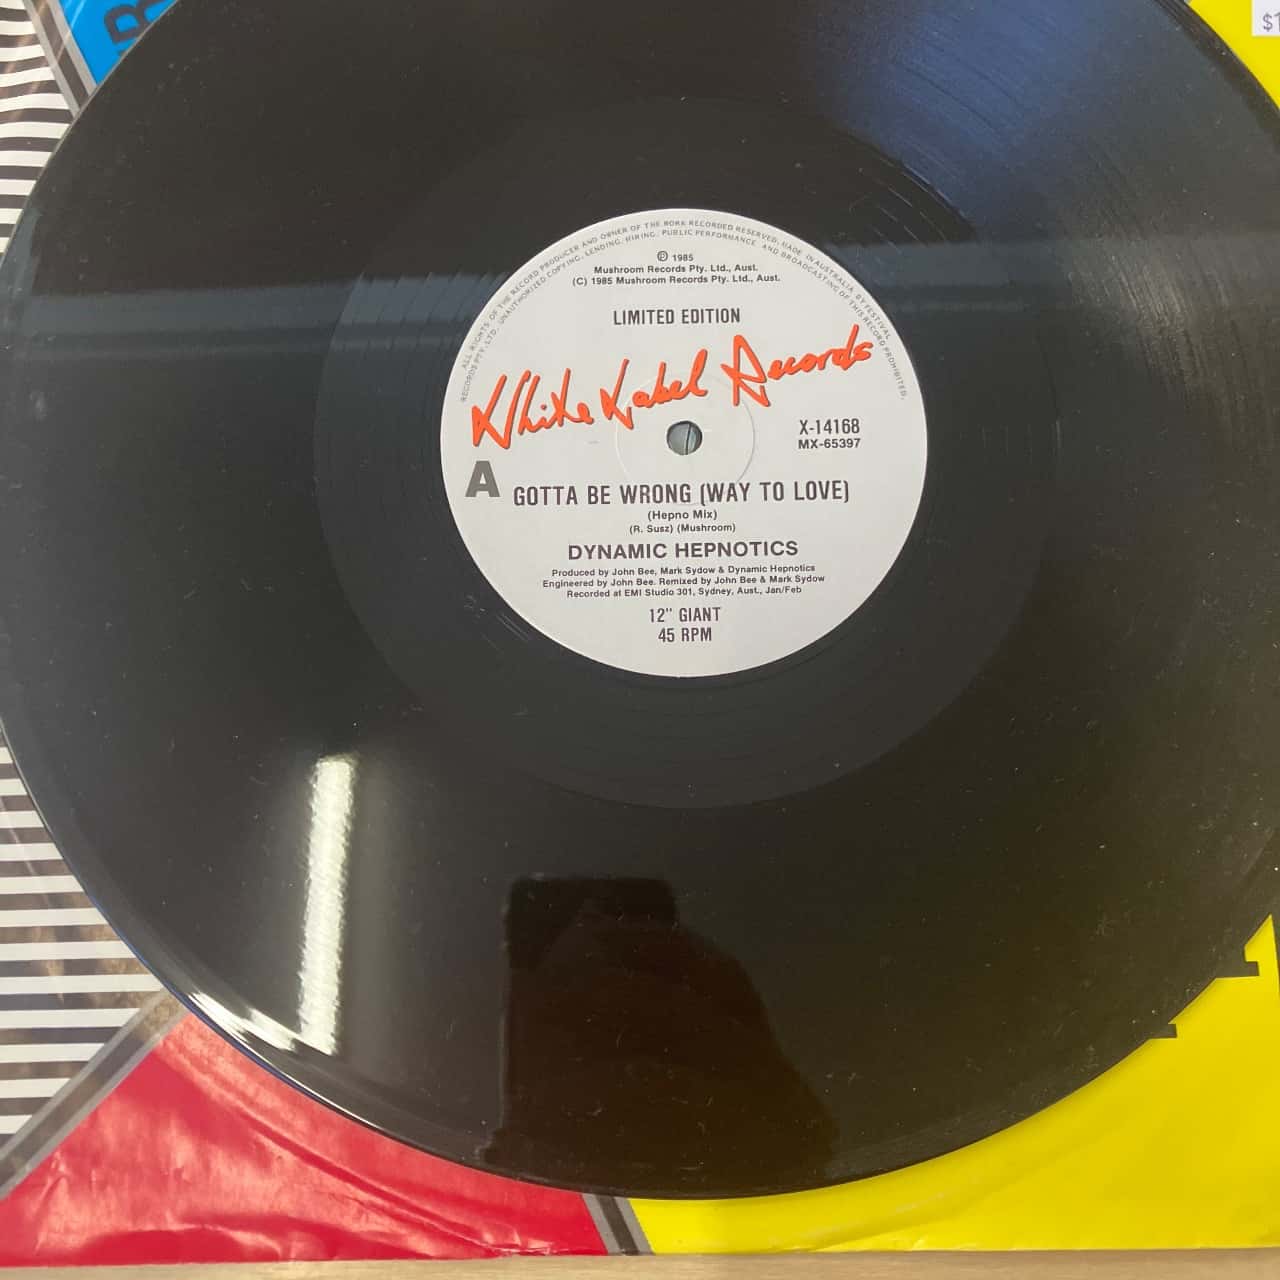 B
$1
ALL RIGHTS OF THE RECORD PRODUCER AND OWNER OF THE WORK RECORDED RESERVED. MADE IN AUSTRALIA BY FESTIVAL
RECORDS PTY. LTD. UNAUTHORIZED COPYING, LENDING, HIRING, PUBLIC PERFORMANCE AND BROADCASTING OF THIS RECORD PROHIBITED.
℗ 1985
Mushroom Records Pty. Ltd., Aust.
(C) 1985 Mushroom Records Pty. Ltd., Aust.
LIMITED EDITION
White Label Records
X-14168
MX-65397
A
GOTTA BE WRONG (WAY TO LOVE)
(Hepno Mix)
(R. Susz) (Mushroom)
DYNAMIC HEPNOTICS
Produced by John Bee, Mark Sydow & Dynamic Hepnotics
Engineered by John Bee. Remixed by John Bee & Mark Sydow
Recorded at EMI Studio 301, Sydney, Aust., Jan/Feb
12" GIANT
45 RPM